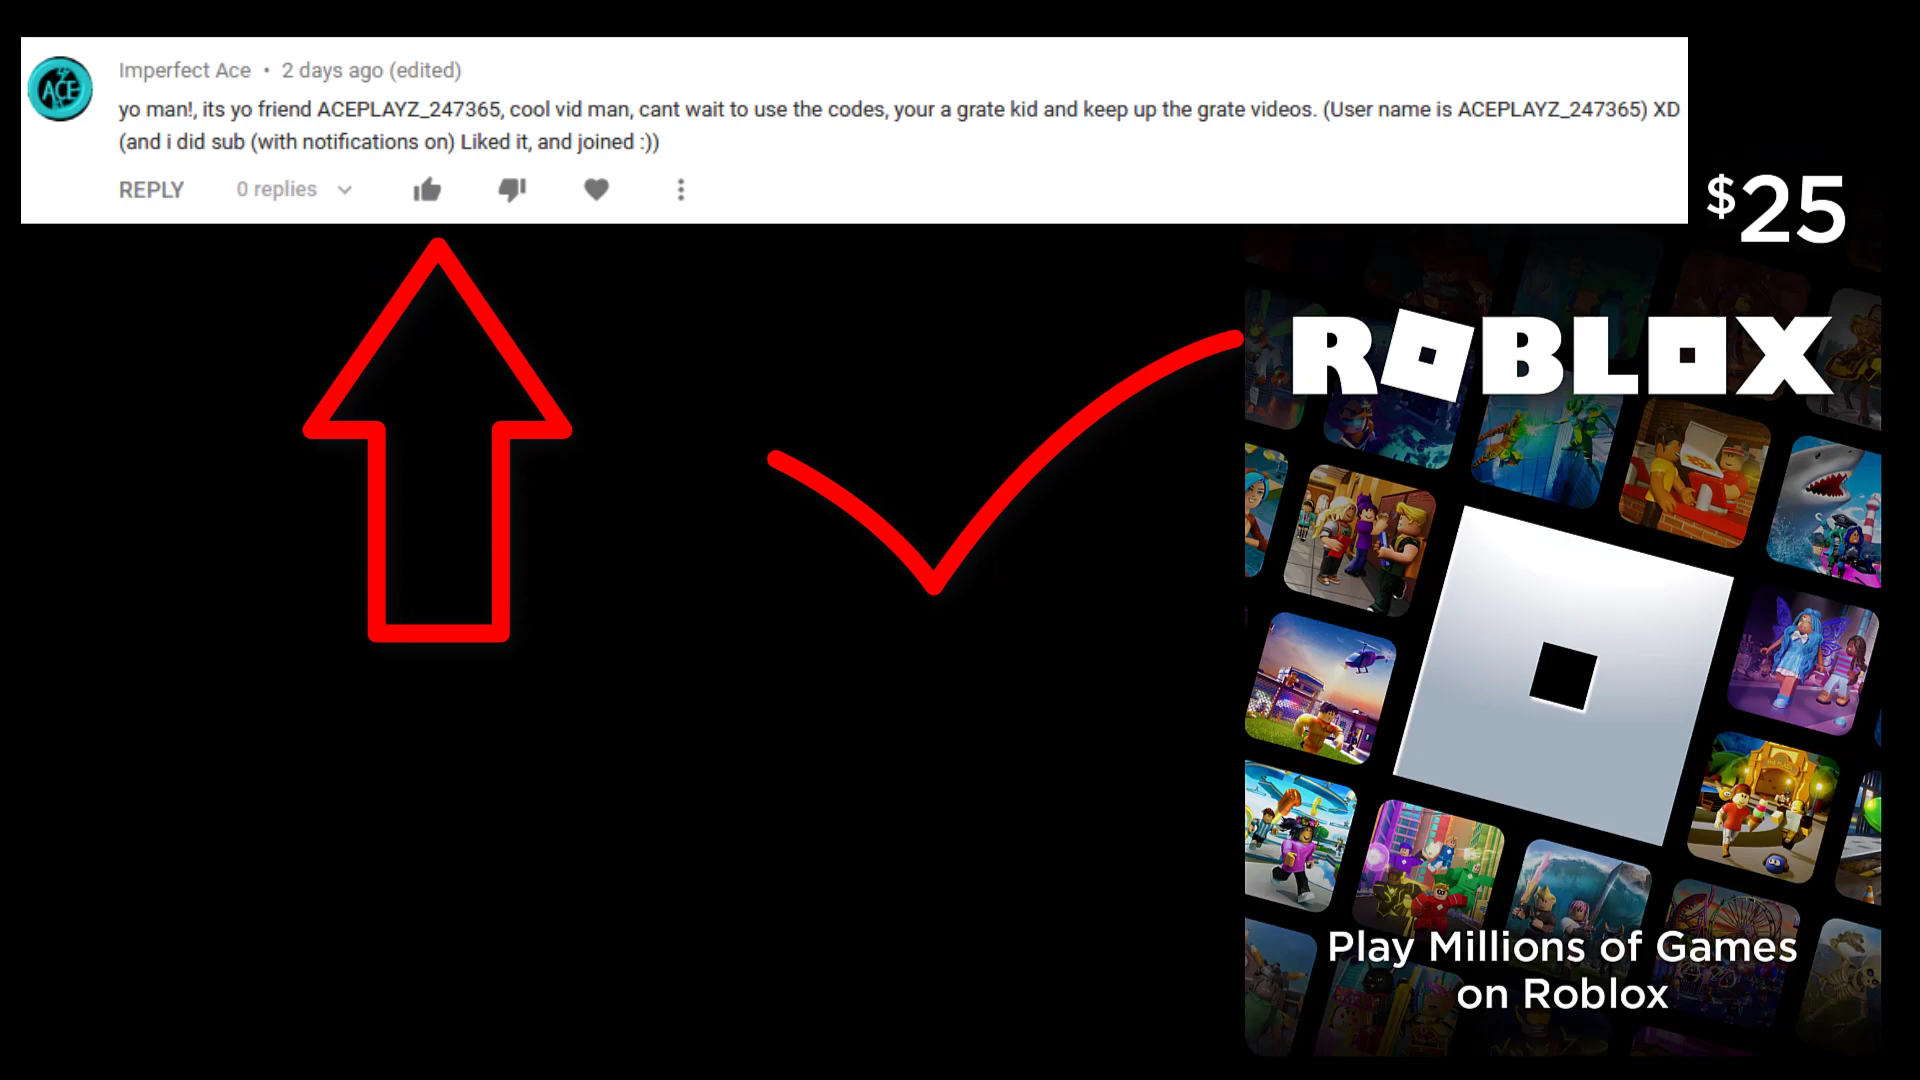 Imperfect Ace • 2 days ago (edited)
yo man!, its yo friend ACEPLAYZ_247365, cool vid man, cant wait to use the codes, your a grate kid and keep up the grate videos. (User name is ACEPLAYZ_247365) XD
(and i did sub (with notifications on) Liked it, and joined :))
REPLY 0 replies
ACE
$25
ROBLOX
Play Millions of Games
on Roblox